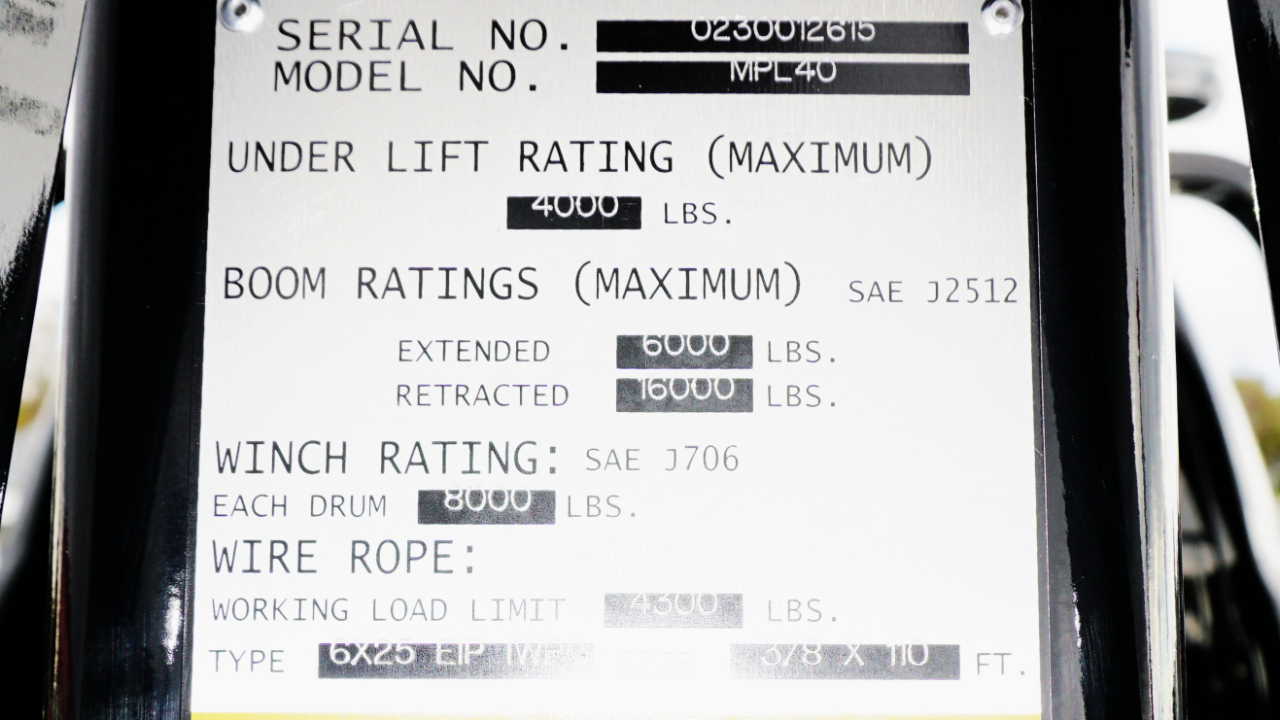 SERIAL NO. 0230012615
MODEL NO. MPL40
UNDER LIFT RATING (MAXIMUM)
4000 LBS.
BOOM RATINGS (MAXIMUM) SAE J2512
EXTENDED 6000 LBS.
RETRACTED 16000 LBS.
WINCH RATING: SAE J706
EACH DRUM 8000 LBS.
WIRE ROPE:
WORKING LOAD LIMIT 4300 LBS.
TYPE 6X25 EIP IWRC SIZE 3/8 X 110 FT.